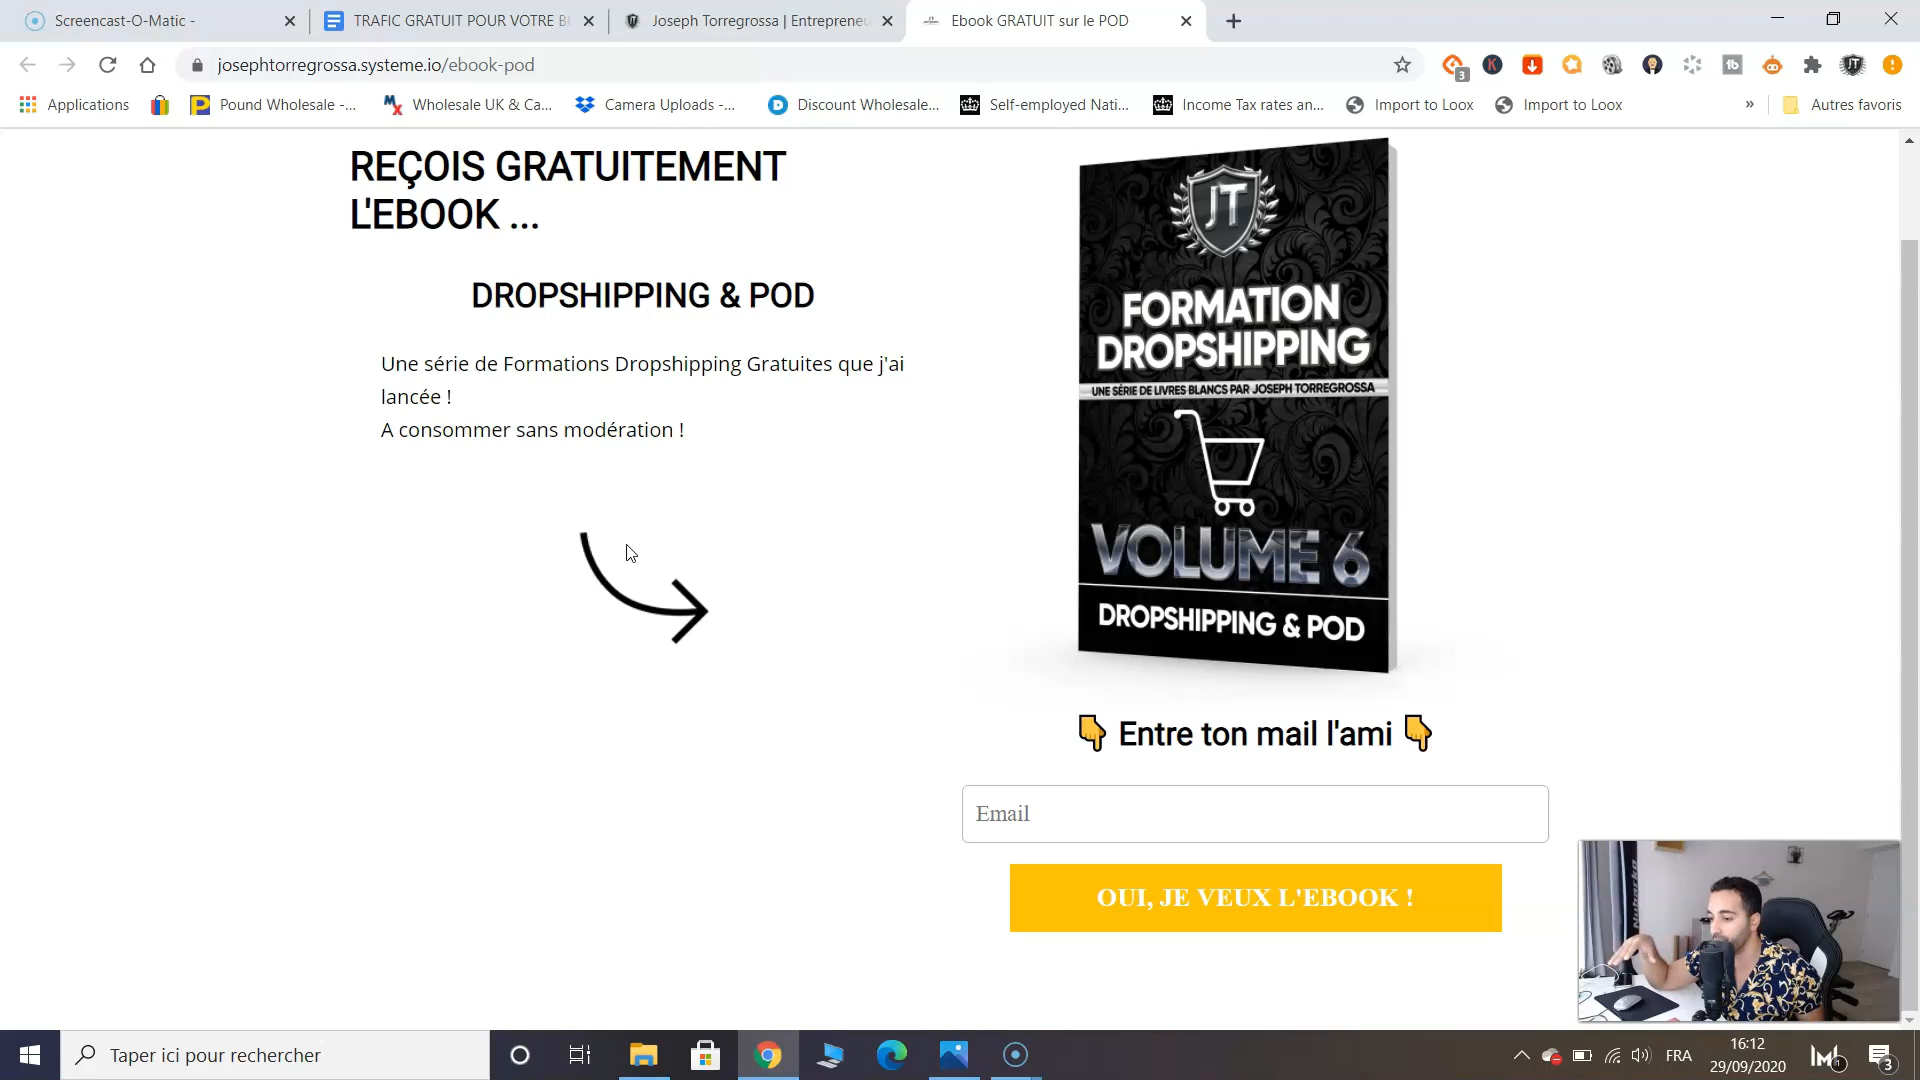 Screencast-O-Matic -
TRAFIC GRATUIT POUR VOTRE B
Joseph Torregrossa | Entrepreneu
Ebook GRATUIT sur le POD
josephtorregrossa.systeme.io/ebook-pod
3
K
tb
JT
Applications
Pound Wholesale -...
Wholesale UK & Ca...
Camera Uploads -...
Discount Wholesale...
Self-employed Nati...
Income Tax rates an...
Import to Loox
Import to Loox
»
Autres favoris
REÇOIS GRATUITEMENT
L'EBOOK ...
DROPSHIPPING & POD
Une série de Formations Dropshipping Gratuites que j'ai
lancée !
A consommer sans modération !
JT
FORMATION
DROPSHIPPING
UNE SÉRIE DE LIVRES BLANCS PAR JOSEPH TORREGROSSA
VOLUME 6
DROPSHIPPING & POD
👇 Entre ton mail l'ami 👇
Email
OUI, JE VEUX L'EBOOK !
Taper ici pour rechercher
FRA
16:12
29/09/2020
1
3